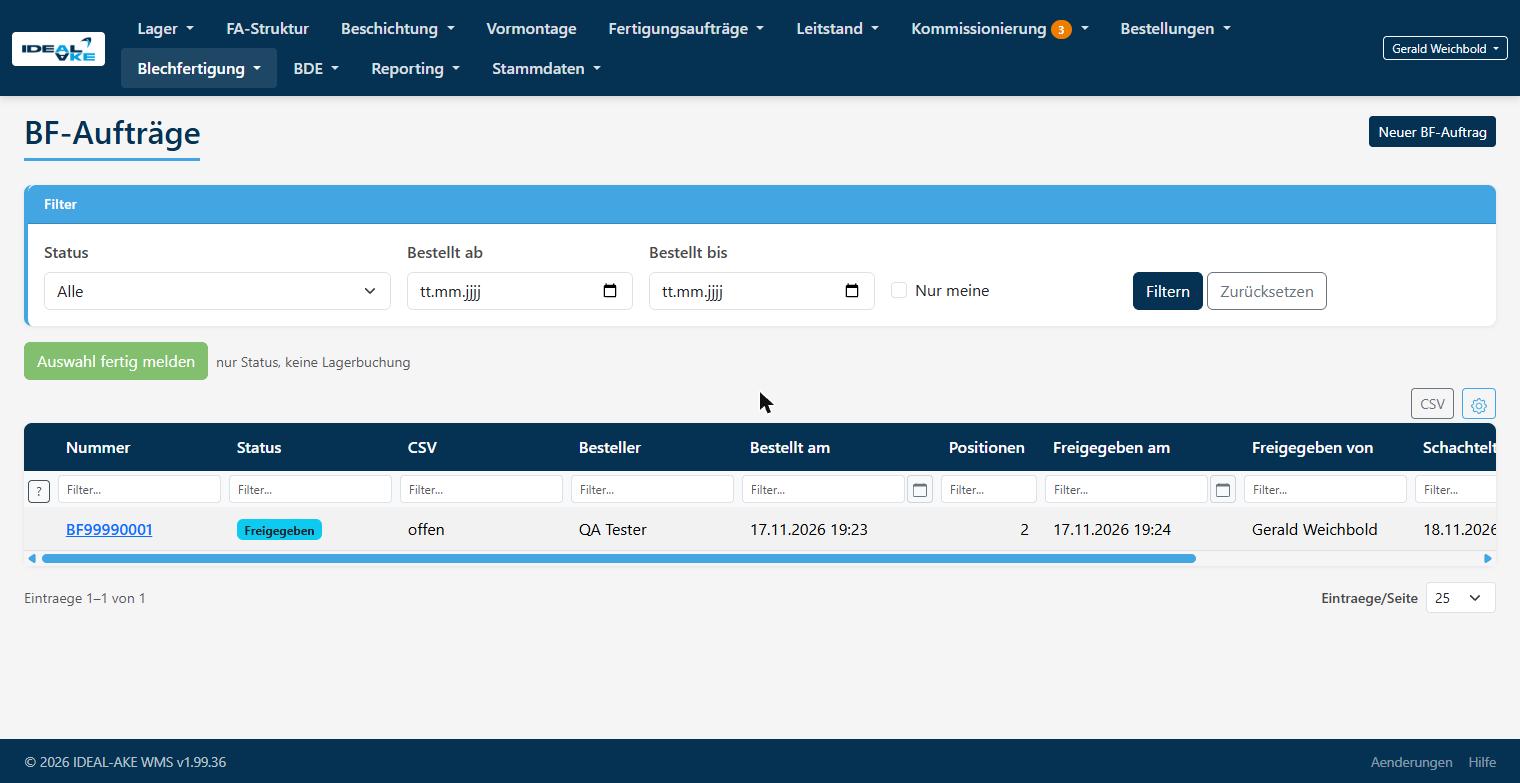 Lager FA-Struktur Beschichtung Vormontage Fertigungsaufträge Leitstand Kommissionierung 3 Bestellungen
IDEAL AKE
Gerald Weichbold
Blechfertigung BDE Reporting Stammdaten
BF-Aufträge
Neuer BF-Auftrag
Filter
Status Bestellt ab Bestellt bis
Alle tt.mm.jjjj tt.mm.jjjj Nur meine Filtern Zurücksetzen
Auswahl fertig melden nur Status, keine Lagerbuchung
CSV
Nummer Status CSV Besteller Bestellt am Positionen Freigegeben am Freigegeben von Schachtelt
? Filter... Filter... Filter... Filter... Filter... Filter... Filter... Filter... Filter...
BF99990001 Freigegeben offen QA Tester 17.11.2026 19:23 2 17.11.2026 19:24 Gerald Weichbold 18.11.2026
Eintraege 1–1 von 1 Eintraege/Seite 25
© 2026 IDEAL-AKE WMS v1.99.36 Aenderungen Hilfe